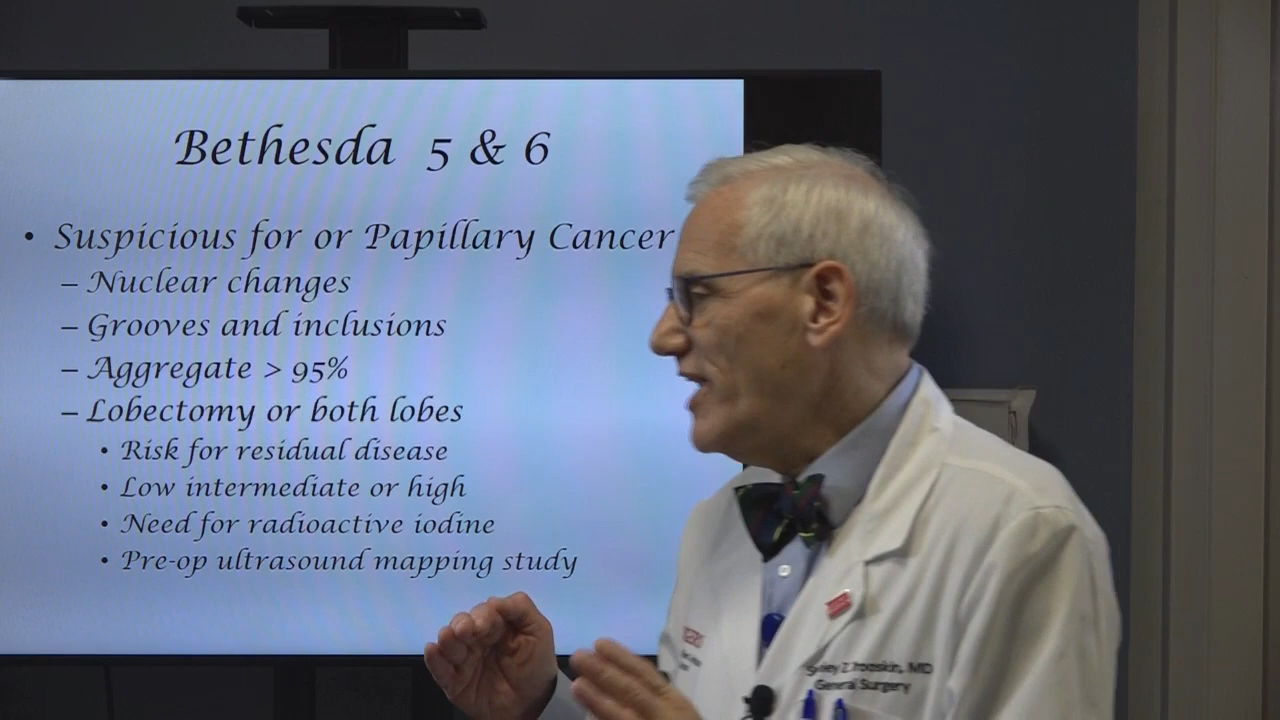 Bethesda 5 & 6
• Suspicious for or Papillary Cancer
– Nuclear changes
– Grooves and inclusions
– Aggregate > 95%
– Lobectomy or both lobes
• Risk for residual disease
• Low intermediate or high
• Need for radioactive iodine
• Pre-op ultrasound mapping study
MD
General Surgery